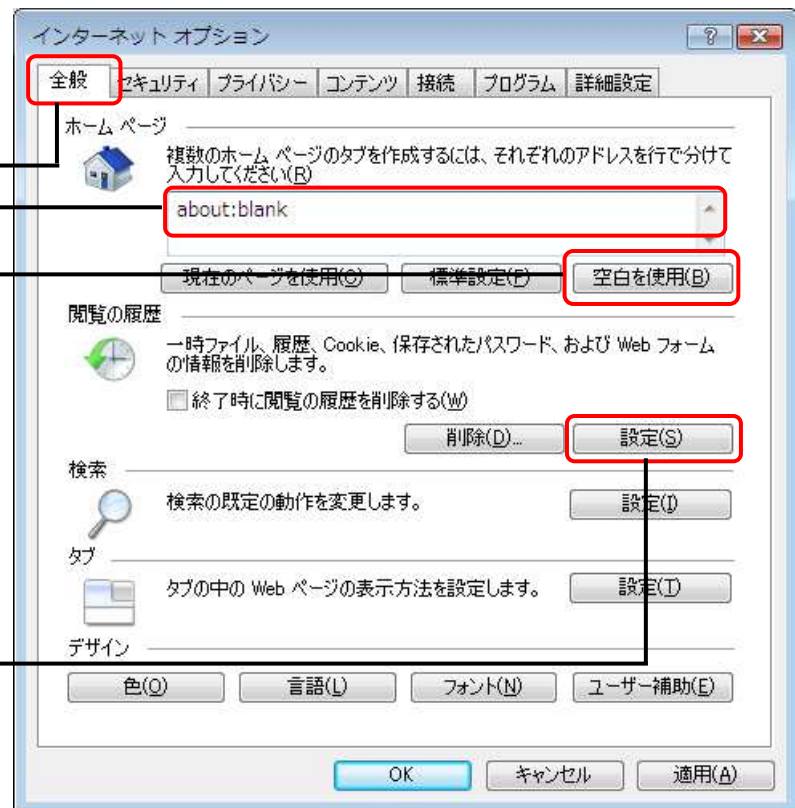 インターネット オプション
全般 セキュリティ プライバシー コンテンツ 接続 プログラム 詳細設定
ホーム ページ
複数のホーム ページのタブを作成するには、それぞれのアドレスを行で分けて
入力してください(R)
about:blank
現在のページを使用(C) 標準設定(F) 空白を使用(B)
閲覧の履歴
一時ファイル、履歴、Cookie、保存されたパスワード、および Web フォーム
の情報を削除します。
終了時に閲覧の履歴を削除する(W)
削除(D)... 設定(S)
検索
検索の既定の動作を変更します。 設定(I)
タブ
タブの中の Web ページの表示方法を設定します。 設定(T)
デザイン
色(O) 言語(L) フォント(N) ユーザー補助(E)
OK キャンセル 適用(A)